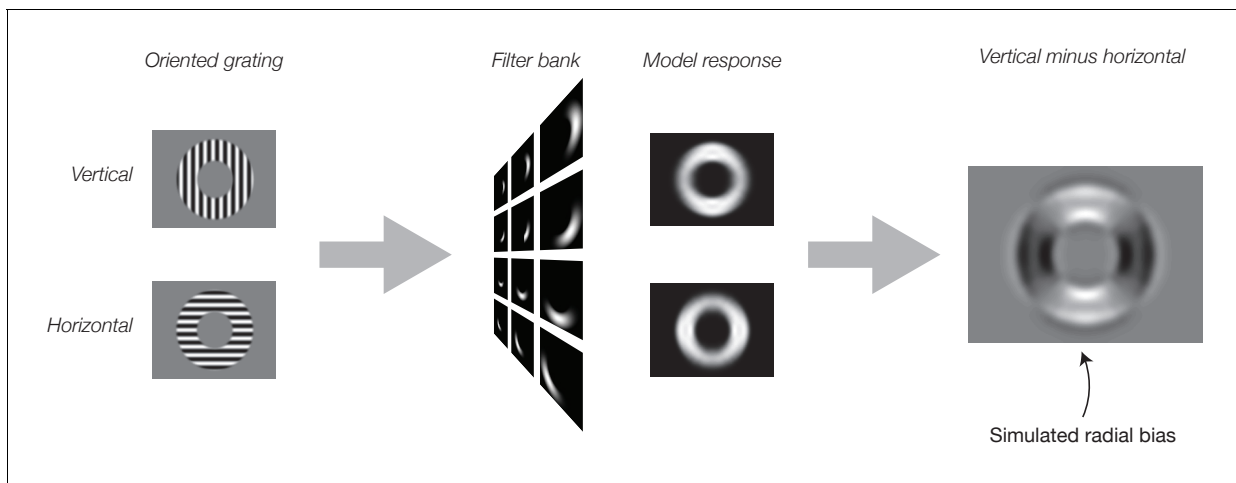 Oriented grating
Filter bank
Model response
Vertical minus horizontal
Vertical
Horizontal
Simulated radial bias